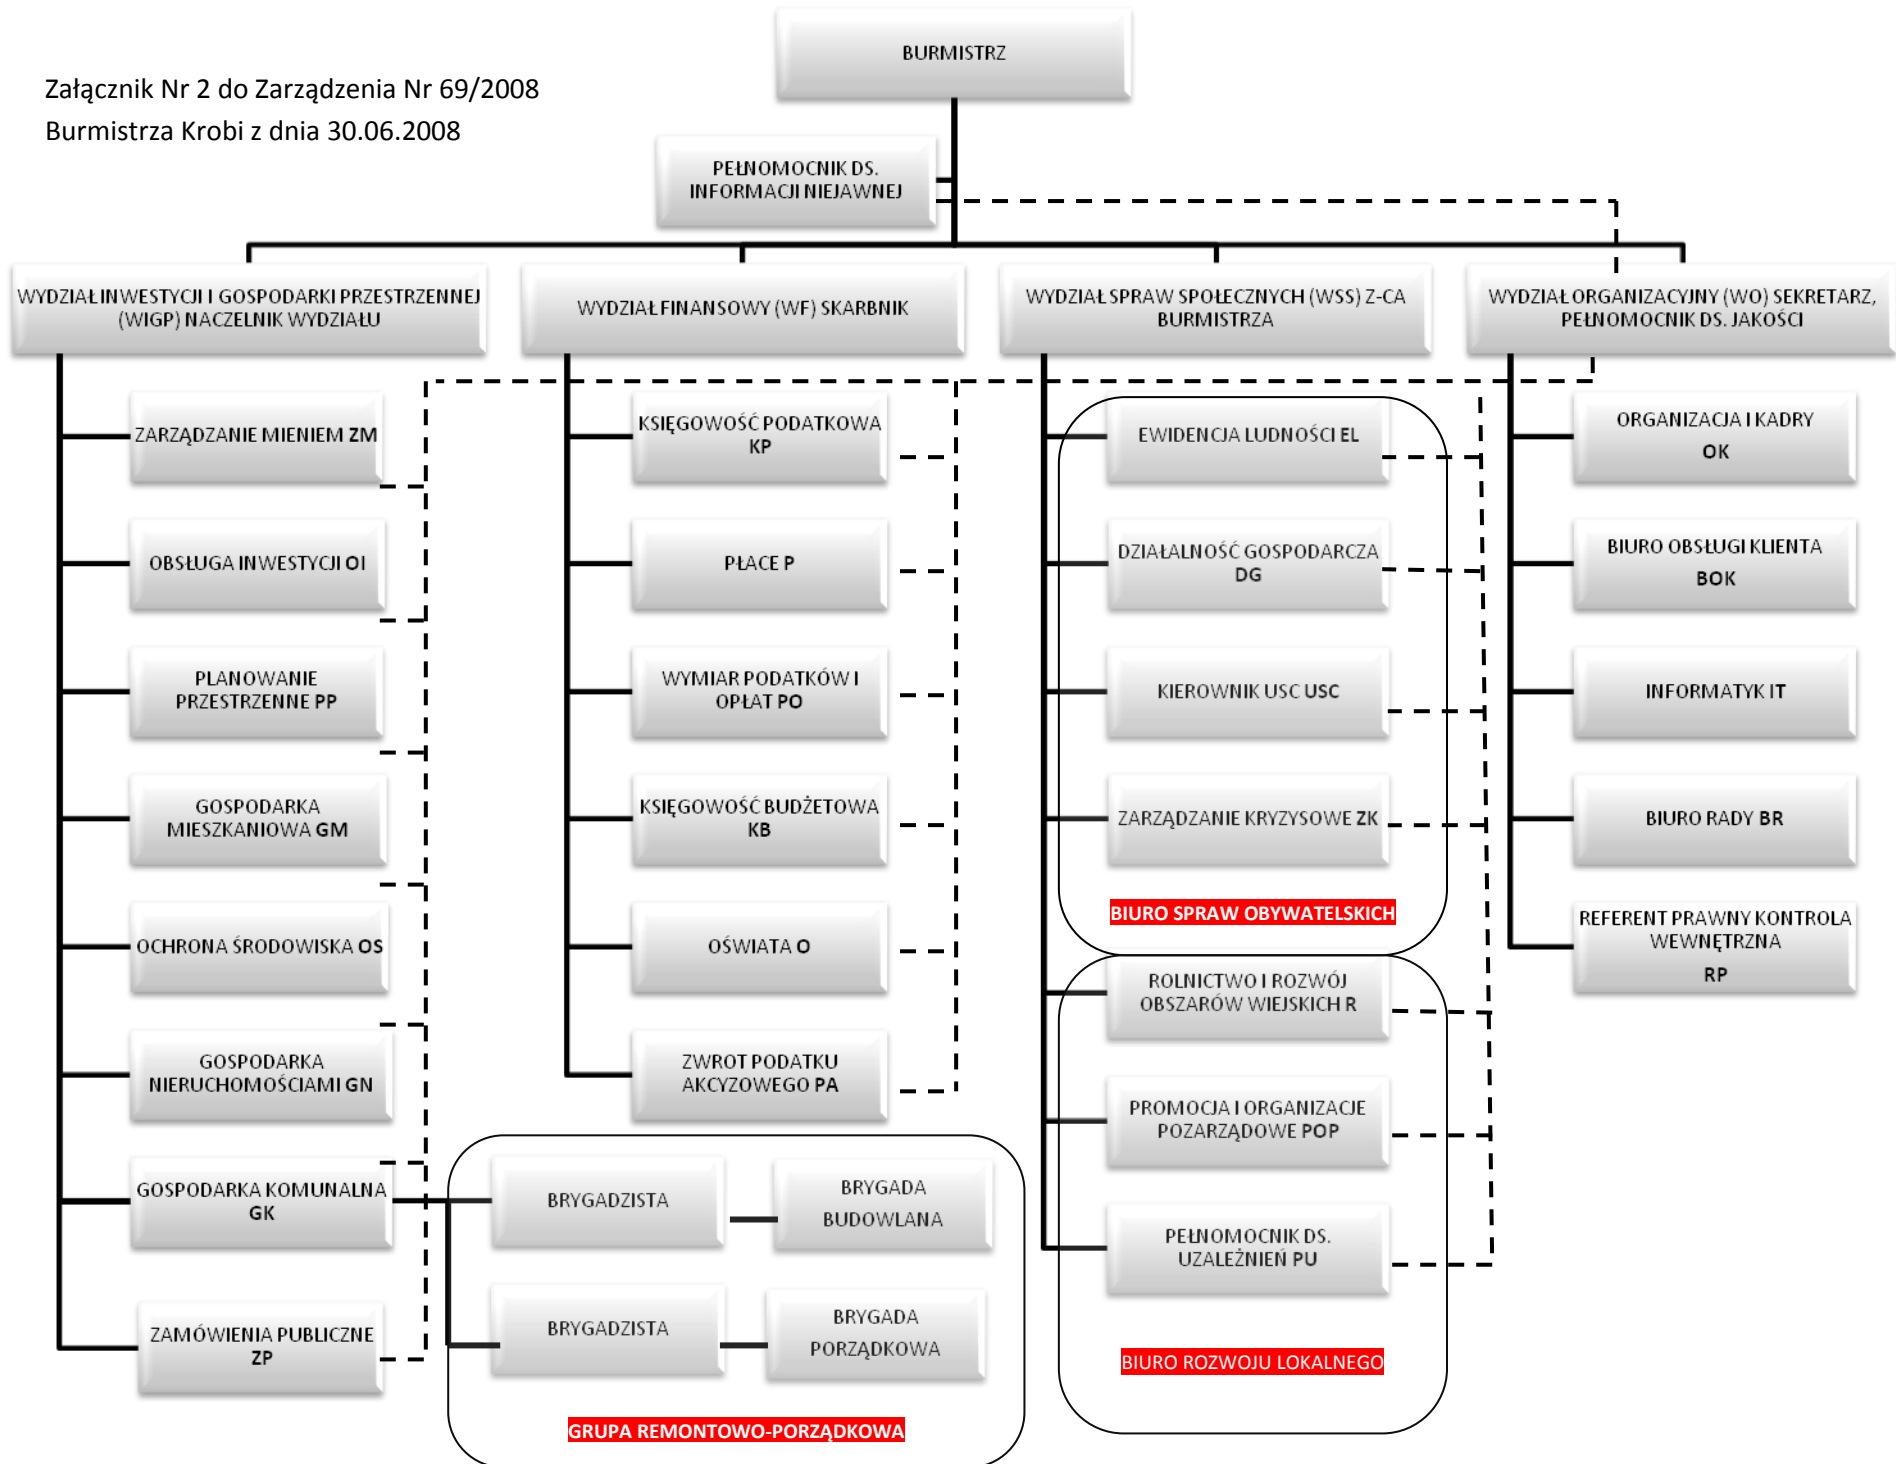 BURMISTRZ
Załącznik Nr 2 do Zarządzenia Nr 69/2008
Burmistrza Krobi z dnia 30.06.2008
PEŁNOMOCNIK DS.
INFORMACJI NIEJAWNEJ
WYDZIAŁ INWESTYCJI I GOSPODARKI PRZESTRZENNEJ
(WIGP) NACZELNIK WYDZIAŁU
ZARZĄDZANIE MIENIEM ZM
OBSŁUGA INWESTYCJI OI
PLANOWANIE
PRZESTRZENNE PP
GOSPODARKA
MIESZKANIOWA GM
OCHRONA ŚRODOWISKA OS
GOSPODARKA
NIERUCHOMOŚCIAMI GN
GOSPODARKA KOMUNALNA
GK
ZAMÓWIENIA PUBLICZNE
ZP
BRYGADZISTA
BRYGADA
BUDOWLANA
BRYGADZISTA
BRYGADA
PORZĄDKOWA
GRUPA REMONTOWO-PORZĄDKOWA
WYDZIAŁ FINANSOWY (WF) SKARBNIK
KSIĘGOWOŚĆ PODATKOWA
KP
PŁACE P
WYMIAR PODATKÓW I
OPŁAT PO
KSIĘGOWOŚĆ BUDŻETOWA
KB
OŚWIATA O
ZWROT PODATKU
AKCYZOWEGO PA
WYDZIAŁ SPRAW SPOŁECZNYCH (WSS) Z-CA
BURMISTRZA
EWIDENCJA LUDNOŚCI EL
DZIAŁALNOŚĆ GOSPODARCZA
DG
KIEROWNIK USC USC
ZARZĄDZANIE KRYZYSOWE ZK
BIURO SPRAW OBYWATELSKICH
ROLNICTWO I ROZWÓJ
OBSZARÓW WIEJSKICH R
PROMOCJA I ORGANIZACJE
POZARZĄDOWE POP
PEŁNOMOCNIK DS.
UZALEŻNIEŃ PU
BIURO ROZWOJU LOKALNEGO
WYDZIAŁ ORGANIZACYJNY (WO) SEKRETARZ,
PEŁNOMOCNIK DS. JAKOŚCI
ORGANIZACJA I KADRY
OK
BIURO OBSŁUGI KLIENTA
BOK
INFORMATYK IT
BIURO RADY BR
REFERENT PRAWNY KONTROLA
WEWNĘTRZNA
RP